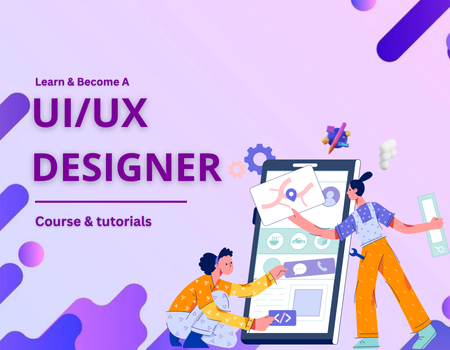 Learn & Become A
UI/UX
DESIGNER
Course & tutorials
</>